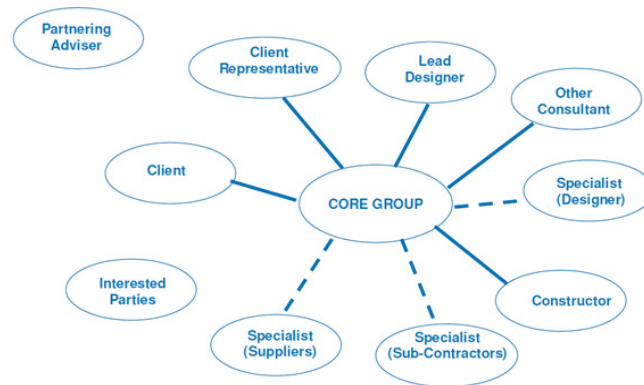 Partnering
Adviser
Client
Representative
Lead
Designer
Other
Consultant
Client
CORE GROUP
Specialist
(Designer)
Interested
Parties
Constructor
Specialist
(Suppliers)
Specialist
(Sub-Contractors)